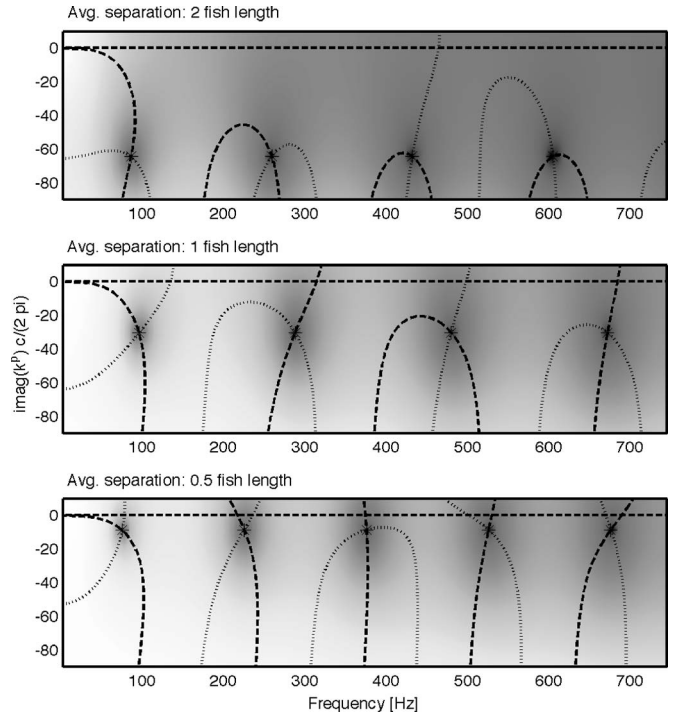 Avg. separation: 2 fish length
0
-20
-40
-60
-80
100 200 300 400 500 600 700
Avg. separation: 1 fish length
0
-20
-40
-60
-80
imag(kᵖ) c/(2 pi)
100 200 300 400 500 600 700
Avg. separation: 0.5 fish length
0
-20
-40
-60
-80
100 200 300 400 500 600 700
Frequency [Hz]